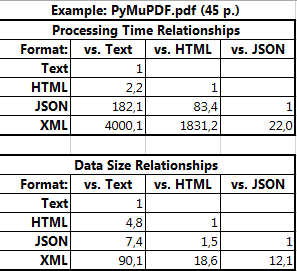 Example: PyMuPDF.pdf (45 p.)
Processing Time Relationships
Format: vs. Text vs. HTML vs. JSON
Text 1
HTML 2,2 1
JSON 182,1 83,4 1
XML 4000,1 1831,2 22,0
Data Size Relationships
Format: vs. Text vs. HTML vs. JSON
Text 1
HTML 4,8 1
JSON 7,4 1,5 1
XML 90,1 18,6 12,1